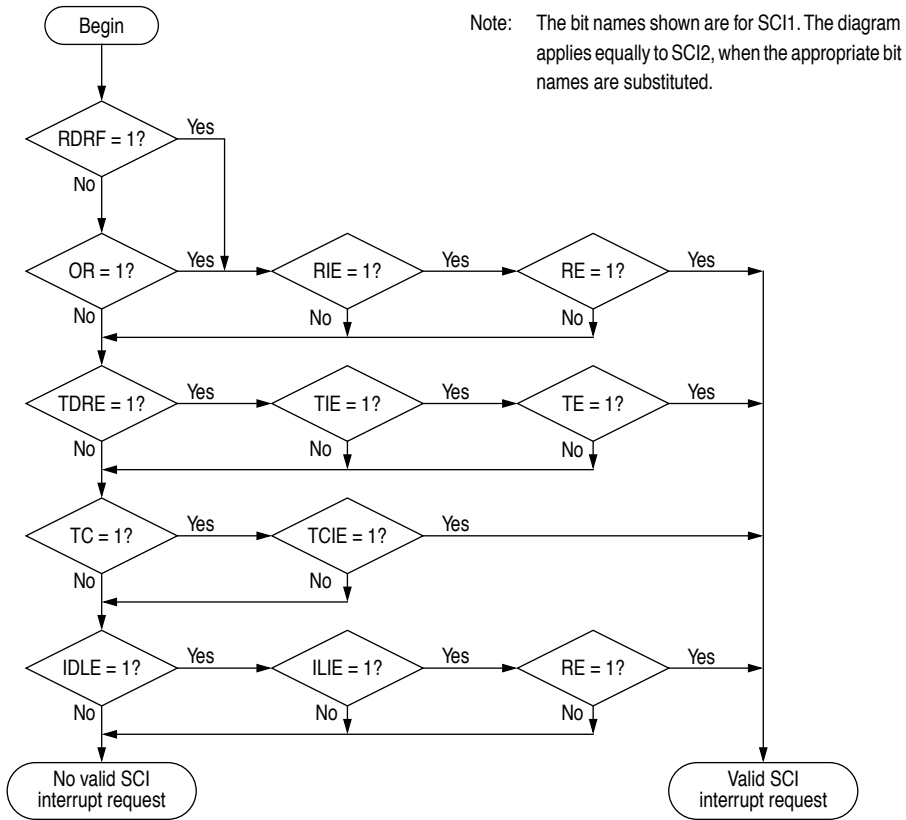 Begin
Note: The bit names shown are for SCI1. The diagram
applies equally to SCI2, when the appropriate bit
names are substituted.
RDRF = 1?
Yes
No
OR = 1?
Yes
No
RIE = 1?
Yes
No
RE = 1?
Yes
No
TDRE = 1?
Yes
No
TIE = 1?
Yes
No
TE = 1?
Yes
No
TC = 1?
Yes
No
TCIE = 1?
Yes
No
IDLE = 1?
Yes
No
ILIE = 1?
Yes
No
RE = 1?
Yes
No
No valid SCI
interrupt request
Valid SCI
interrupt request